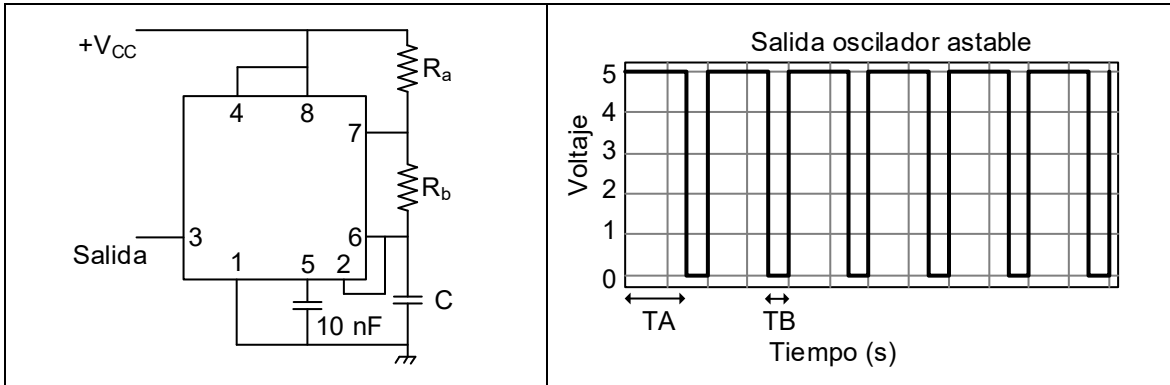 +VCC
Ra
4
8
7
Rb
6
3
Salida
1
5
2
C
10 nF
Salida oscilador astable
5
4
3
2
1
0
Voltaje
TA
TB
Tiempo (s)